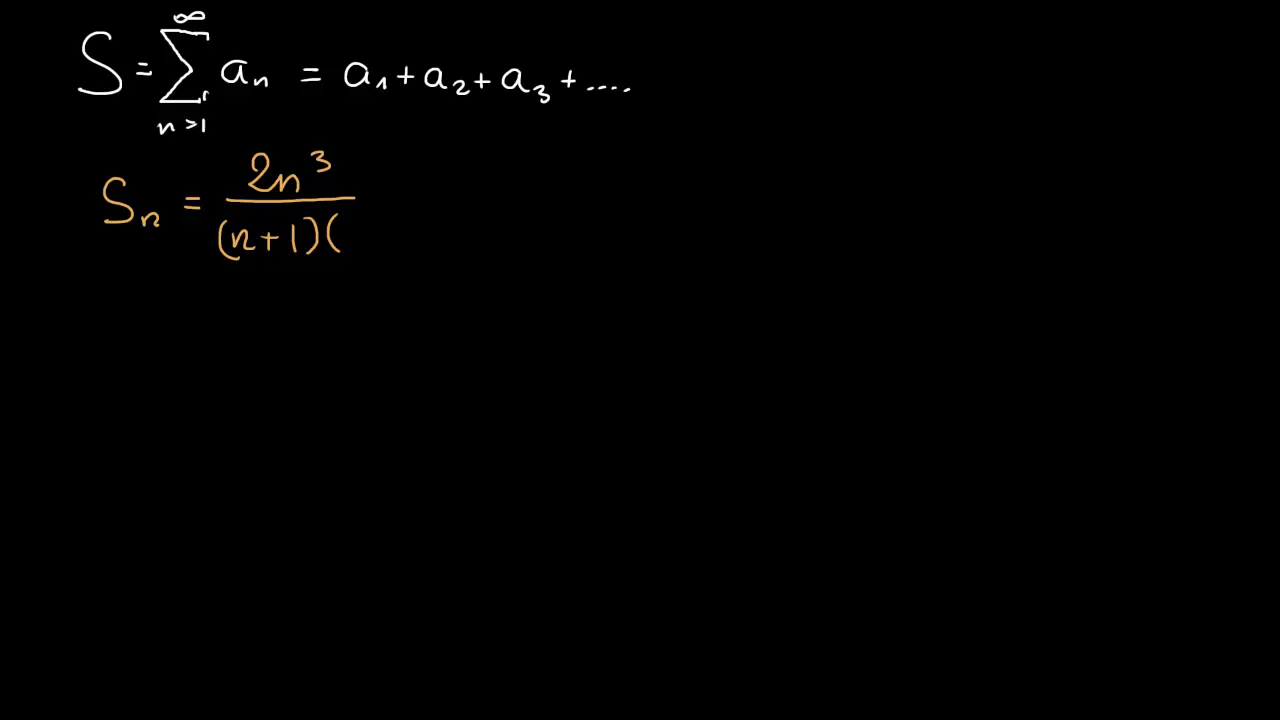 S = ∑_{n>1}^{∞} a_n = a_1 + a_2 + a_3 + ....
S_n = 2n^3 / (n+1)(